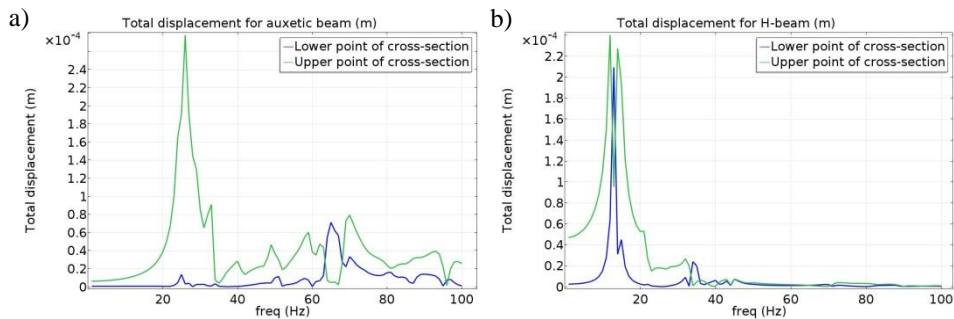 a)
Total displacement for auxetic beam (m)
×10⁻⁴
Lower point of cross-section
Upper point of cross-section
2.4
2.2
2
1.8
1.6
1.4
1.2
1
0.8
0.6
0.4
0.2
0
Total displacement (m)
20 40 60 80 100
freq (Hz)
b)
Total displacement for H-beam (m)
×10⁻⁴
Lower point of cross-section
Upper point of cross-section
2.2
2
1.8
1.6
1.4
1.2
1
0.8
0.6
0.4
0.2
0
Total displacement (m)
20 40 60 80 100
freq (Hz)